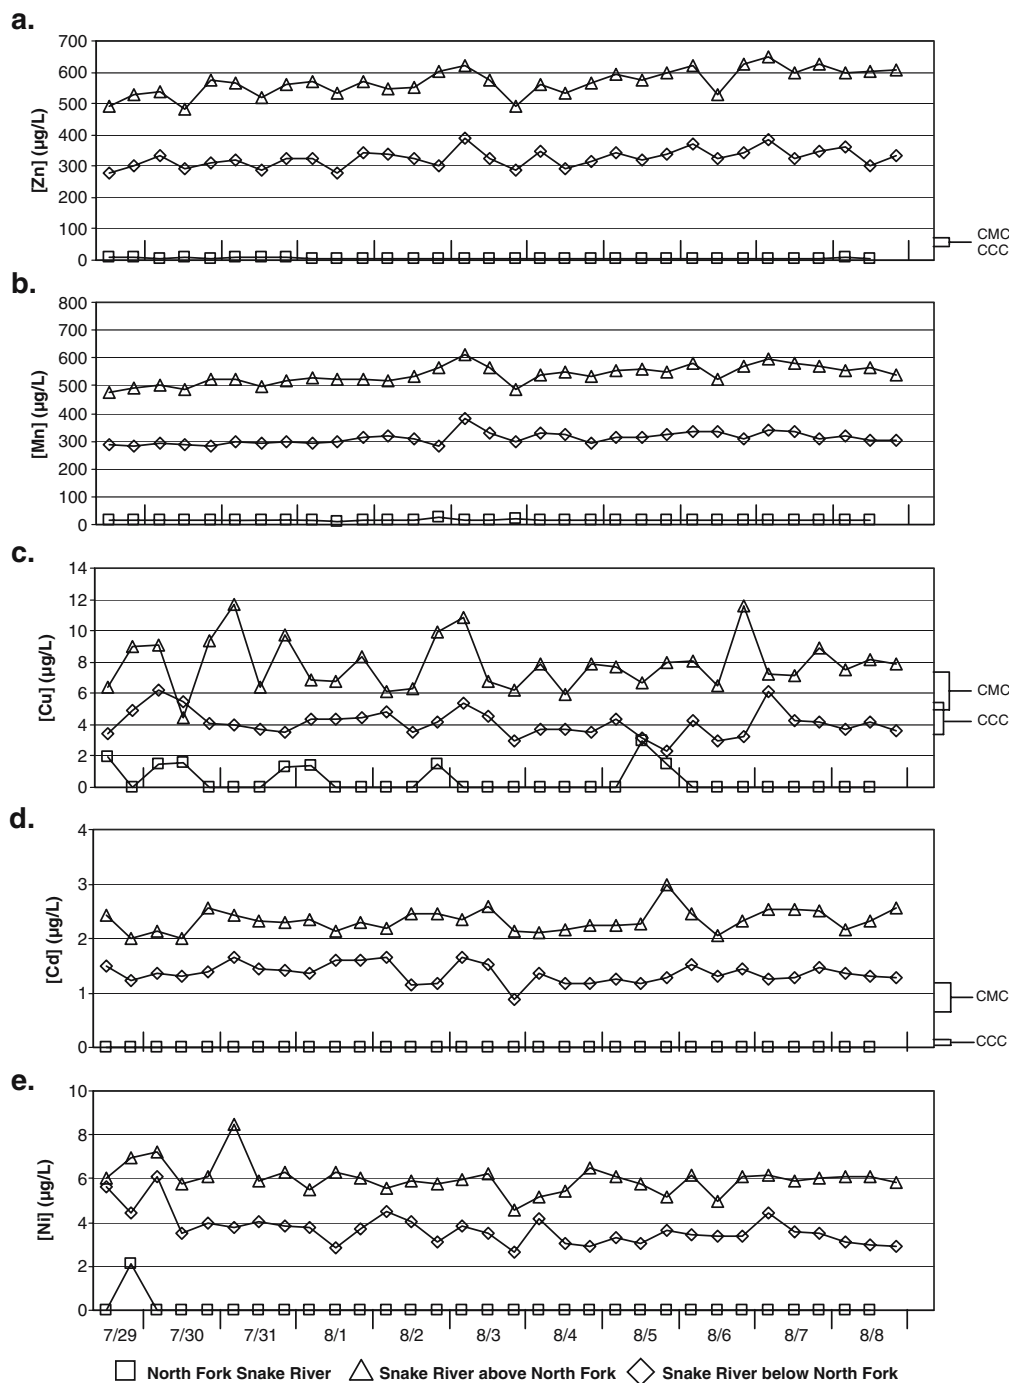 a.
700
600
500
400
300
200
100
0
[Zn] (µg/L)
CMC
CCC
b.
800
700
600
500
400
300
200
100
0
[Mn] (µg/L)
c.
14
12
10
8
6
4
2
0
[Cu] (µg/L)
CMC
CCC
d.
4
3
2
1
0
[Cd] (µg/L)
CMC
CCC
e.
10
8
6
4
2
0
[Ni] (µg/L)
7/29 7/30 7/31 8/1 8/2 8/3 8/4 8/5 8/6 8/7 8/8
North Fork Snake River Snake River above North Fork Snake River below North Fork